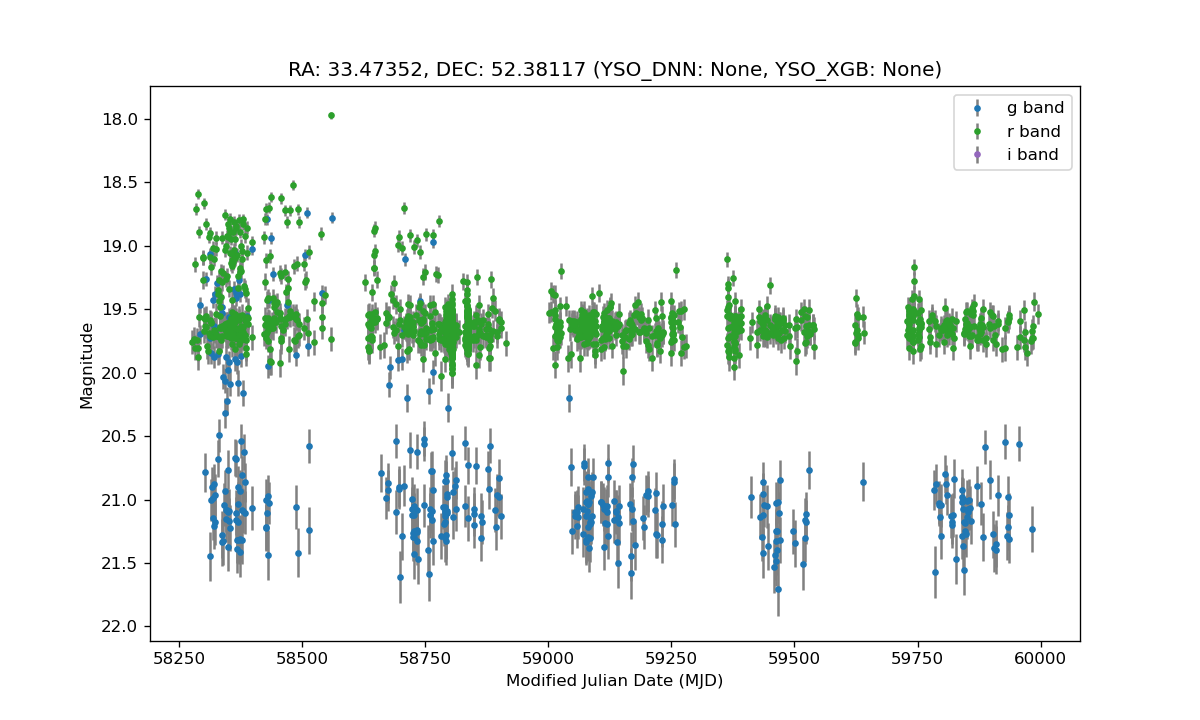 RA: 33.47352, DEC: 52.38117 (YSO_DNN: None, YSO_XGB: None)
g band
r band
i band
18.0
18.5
19.0
19.5
20.0
20.5
21.0
21.5
22.0
Magnitude
58250 58500 58750 59000 59250 59500 59750 60000
Modified Julian Date (MJD)